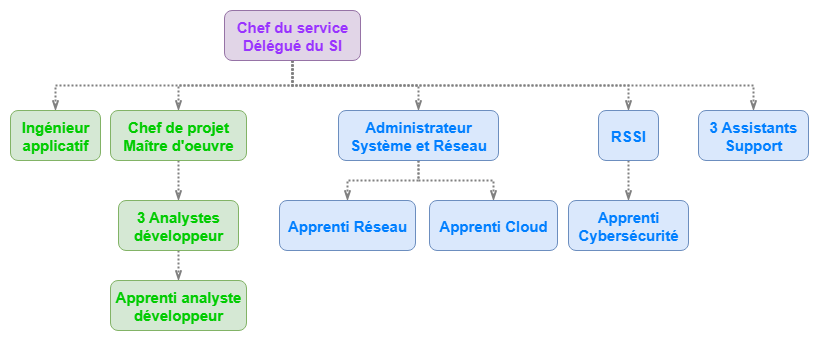 Chef du service
Délégué du SI
Ingénieur
applicatif
Chef de projet
Maître d'oeuvre
Administrateur
Système et Réseau
RSSI
3 Assistants
Support
3 Analystes
développeur
Apprenti Réseau
Apprenti Cloud
Apprenti
Cybersécurité
Apprenti analyste
développeur